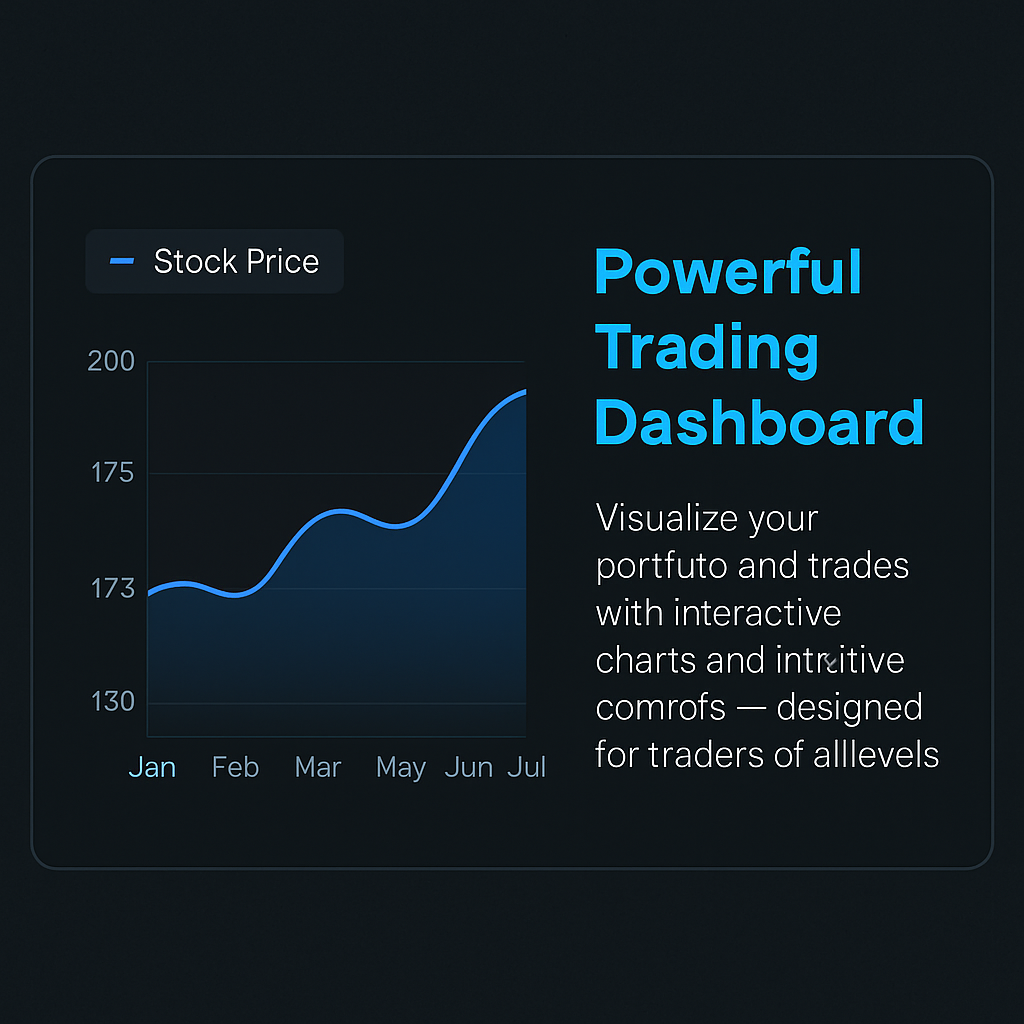 Stock Price
200
175
173
130
Jan Feb Mar May Jun Jul
Powerful
Trading
Dashboard
Visualize your
portfuto and trades
with interactive
charts and
comrofs — designed
for traders of alllevels